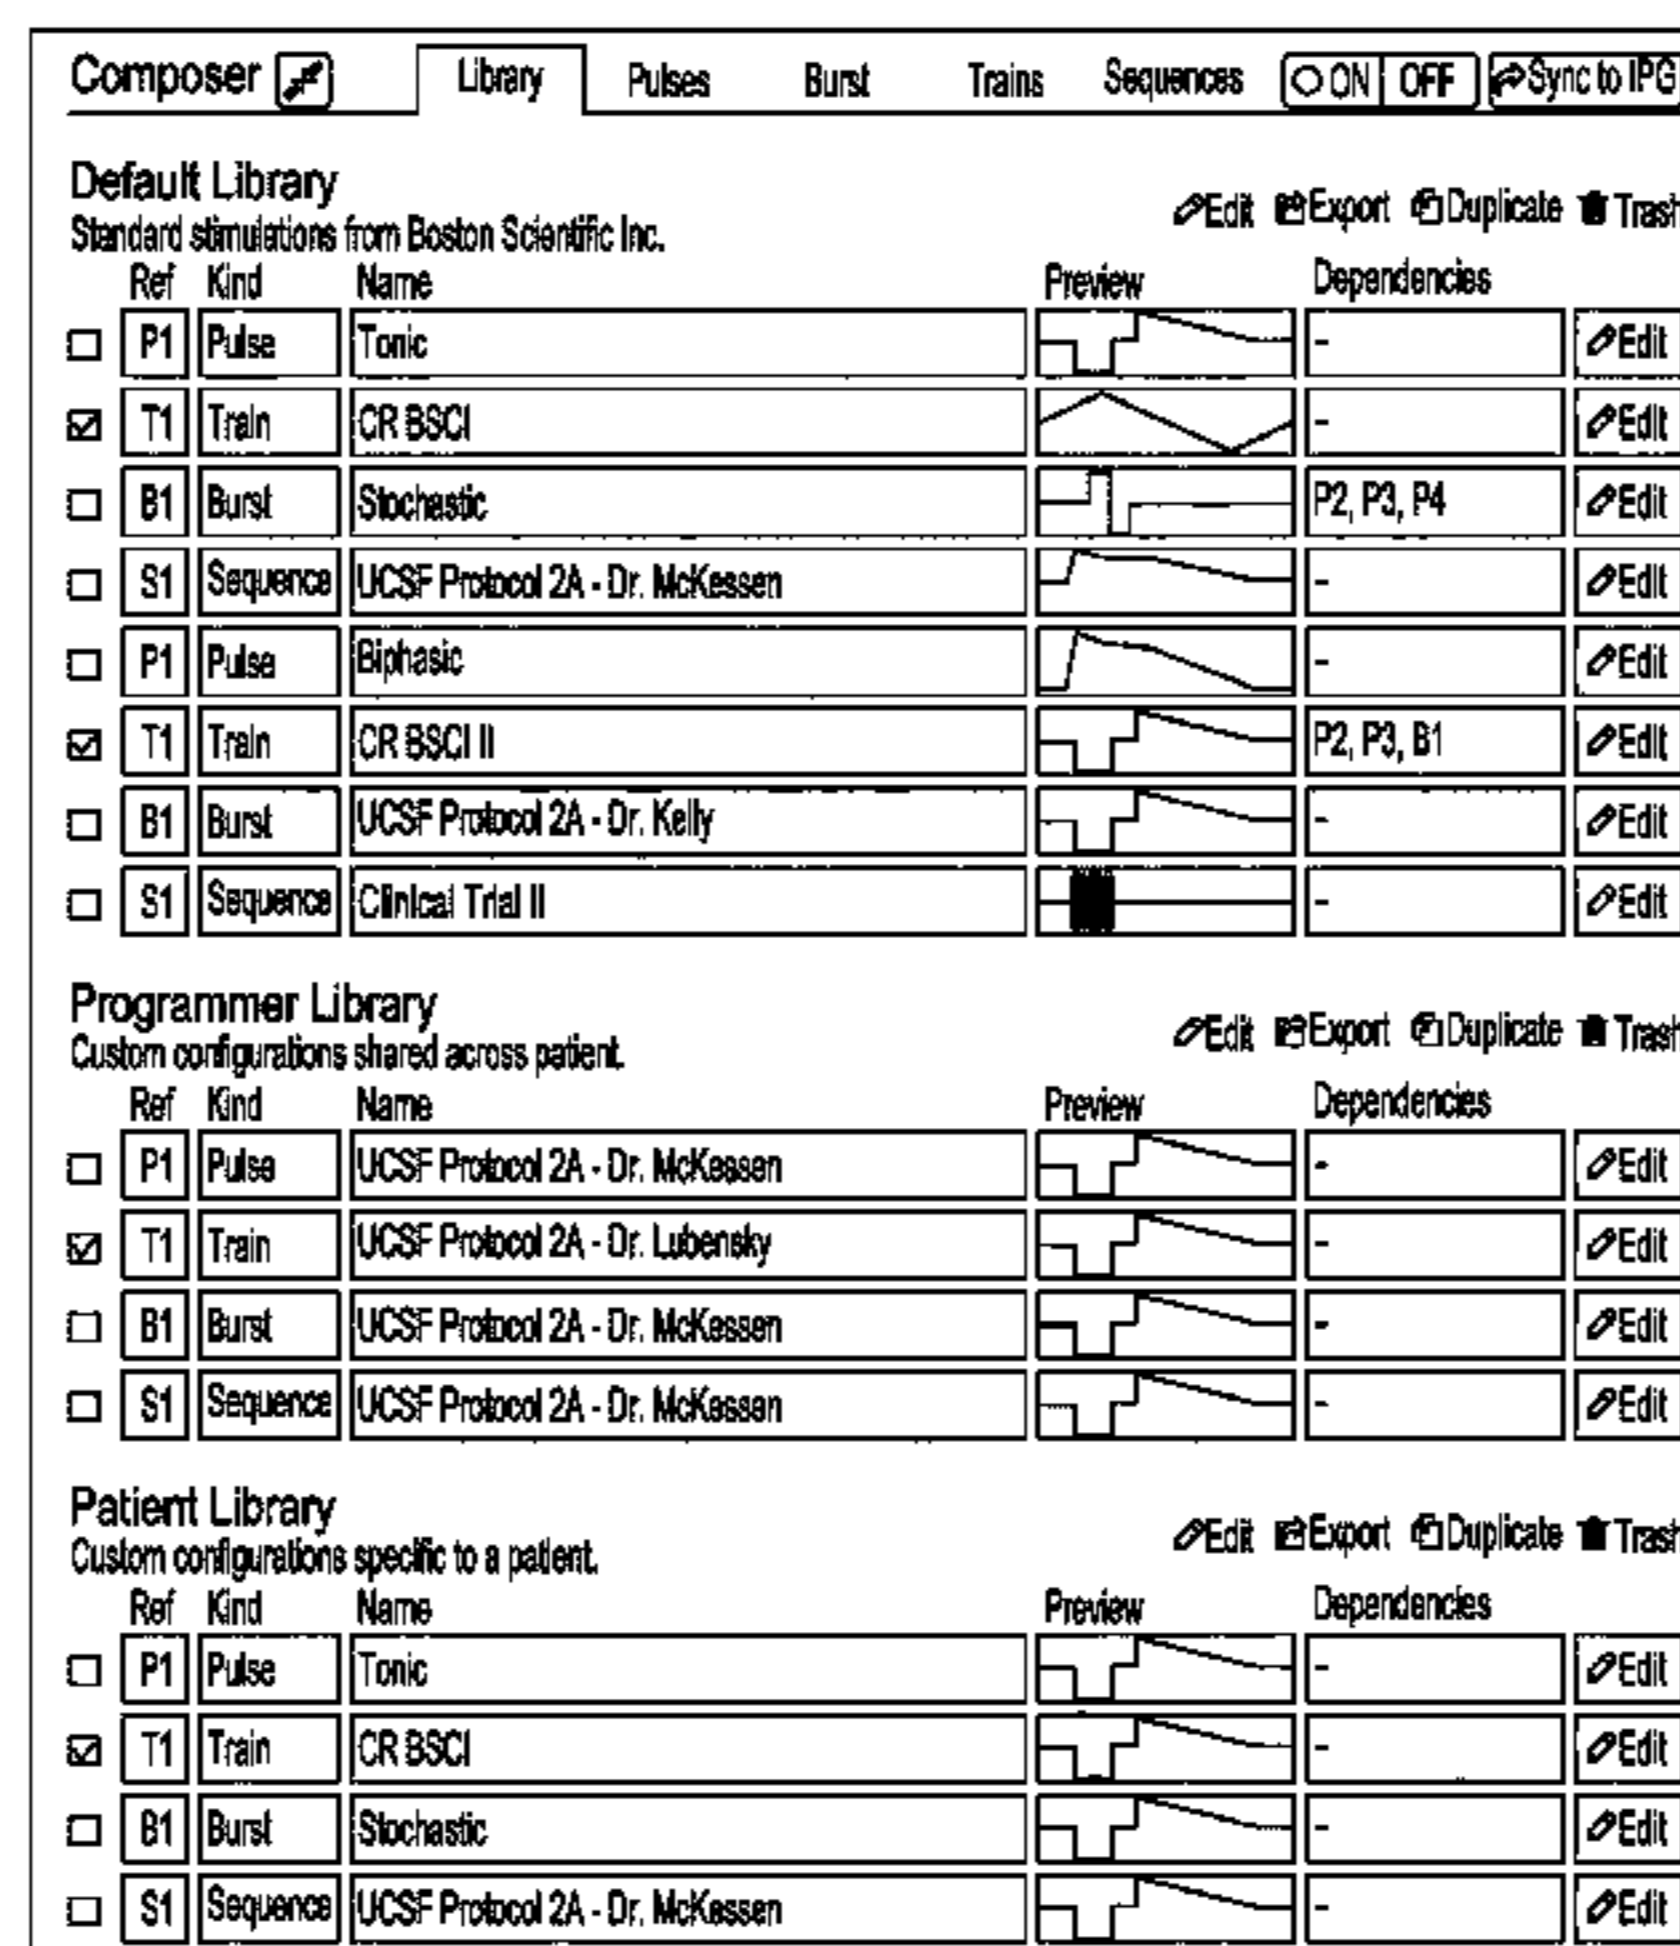 Composer Library Pulses Burst Trains Sequences ON OFF Sync to IPG
Default Library
Edit Export Duplicate Trash
Standard stimulations from Boston Scientific Inc.
Ref Kind Name Preview Dependencies
P1 Pulse Tonic - Edit
T1 Train CR BSCI - Edit
B1 Burst Stochastic P2, P3, P4 Edit
S1 Sequence UCSF Protocol 2A - Dr. McKessen - Edit
P1 Pulse Biphasic - Edit
T1 Train CR BSCI II P2, P3, B1 Edit
B1 Burst UCSF Protocol 2A - Dr. Kelly - Edit
S1 Sequence Clinical Trial II - Edit
Programmer Library
Edit Export Duplicate Trash
Custom configurations shared across patient.
Ref Kind Name Preview Dependencies
P1 Pulse UCSF Protocol 2A - Dr. McKessen - Edit
T1 Train UCSF Protocol 2A - Dr. Lubensky - Edit
B1 Burst UCSF Protocol 2A - Dr. McKessen - Edit
S1 Sequence UCSF Protocol 2A - Dr. McKessen - Edit
Patient Library
Edit Export Duplicate Trash
Custom configurations specific to a patient.
Ref Kind Name Preview Dependencies
P1 Pulse Tonic - Edit
T1 Train CR BSCI - Edit
B1 Burst Stochastic - Edit
S1 Sequence UCSF Protocol 2A - Dr. McKessen - Edit